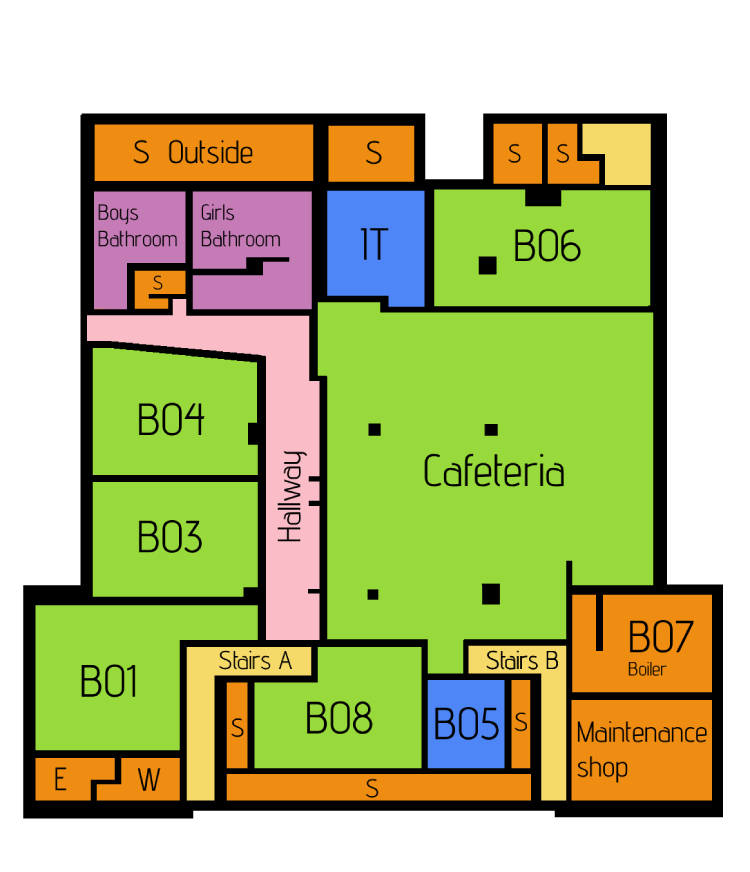 S Outside
S
S
S
Boys
Bathroom
Girls
Bathroom
1T
B06
S
B04
Cafeteria
Hallway
B03
B01
Stairs A
Stairs B
B07
Boiler
S
B08
B05
S
Maintenance
shop
E
W
S